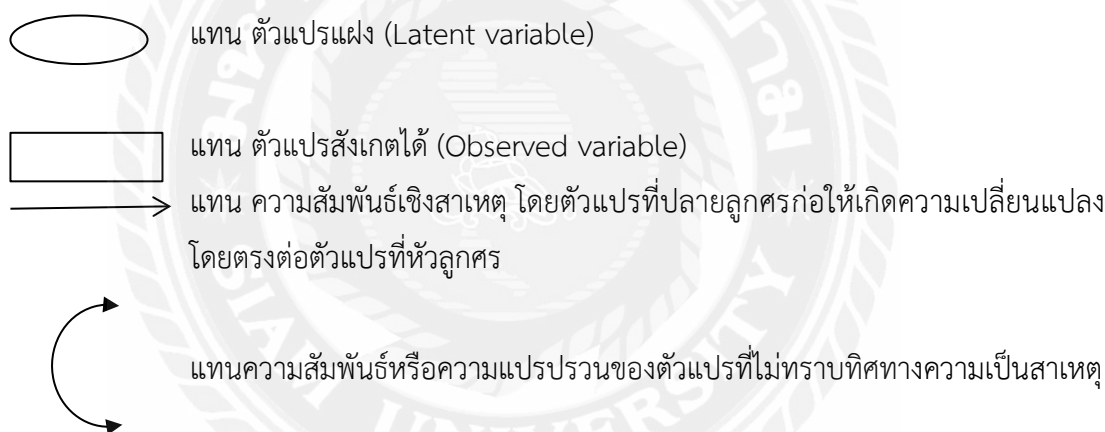 แทน ตัวแปรแฝง (Latent variable)
แทน ตัวแปรสังเกตได้ (Observed variable)
แทน ความสัมพันธ์เชิงสาเหตุ โดยตัวแปรที่ปลายลูกศรก่อให้เกิดความเปลี่ยนแปลง
โดยตรงต่อตัวแปรที่หัวลูกศร
แทนความสัมพันธ์หรือความแปรปรวนของตัวแปรที่ไม่ทราบทิศทางความเป็นสาเหตุ
SIAM UNIVERSITY